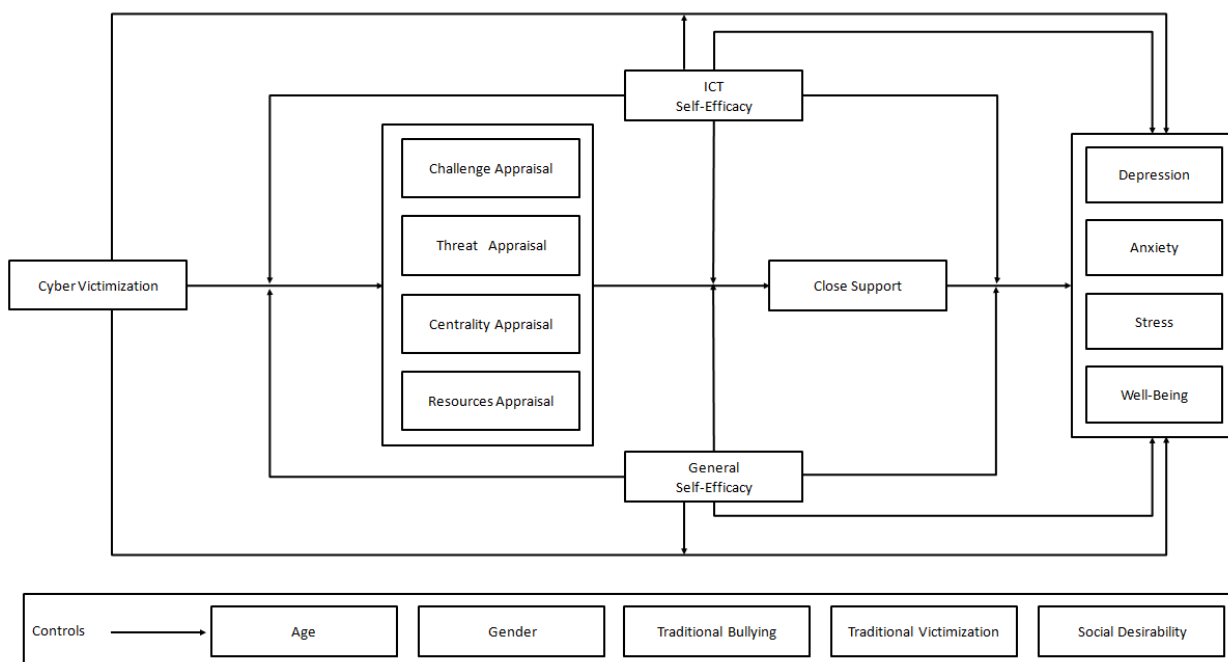 ICT
Self-Efficacy
Challenge Appraisal
Threat Appraisal
Centrality Appraisal
Resources Appraisal
Cyber Victimization
Close Support
Depression
Anxiety
Stress
Well-Being
General
Self-Efficacy
Controls
Age
Gender
Traditional Bullying
Traditional Victimization
Social Desirability